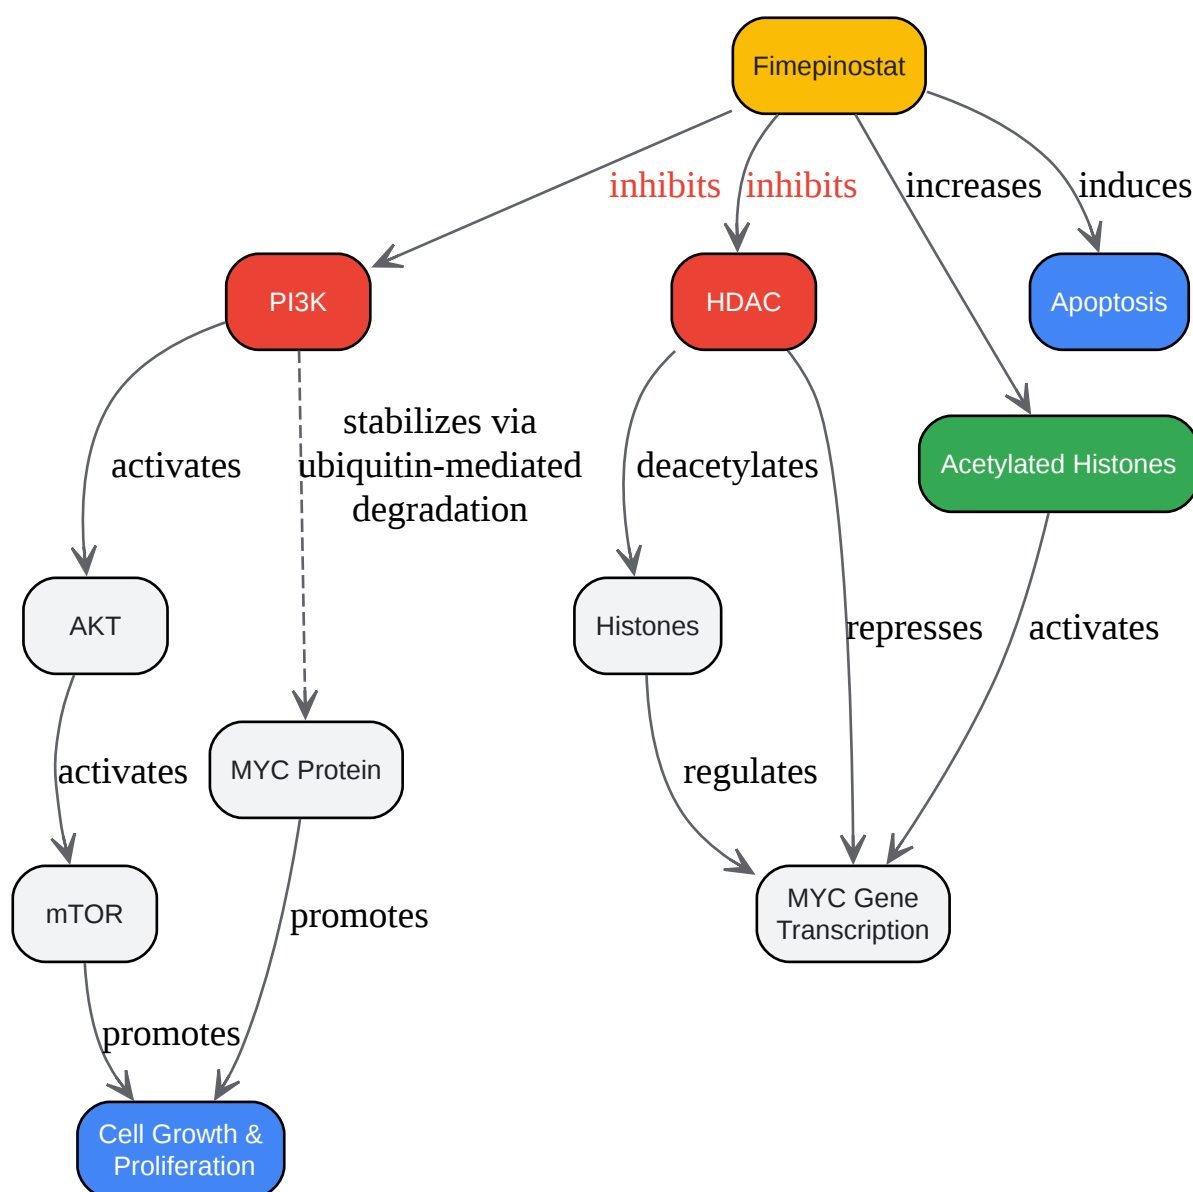 Fimepinostat
inhibits
inhibits
increases
induces
PI3K
HDAC
Apoptosis
stabilizes via
ubiquitin-mediated
degradation
activates
deacetylates
Acetylated Histones
AKT
Histones
represses
activates
activates
MYC Protein
regulates
mTOR
promotes
MYC Gene
Transcription
promotes
Cell Growth &
Proliferation